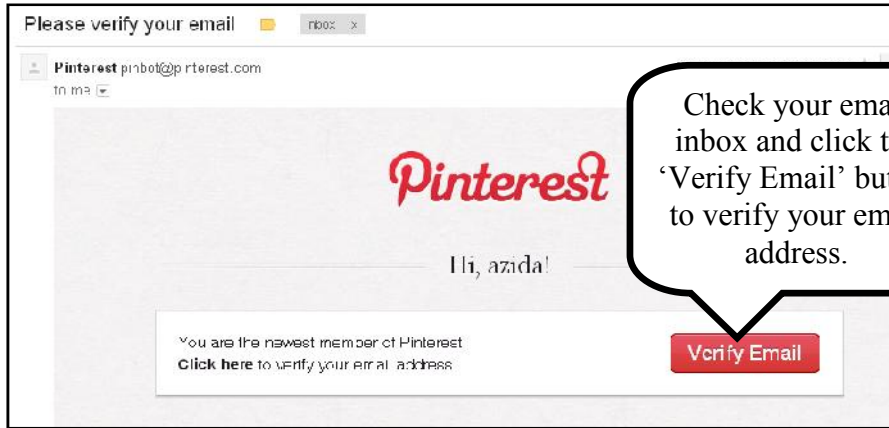 Please verify your email
Inbox x
Pinterest pinbot@pinterest.com
to me
Pinterest
Hi, azida!
You are the newest member of Pinterest
Click here to verify your email address
Verify Email
Check your ema
inbox and click t
‘Verify Email’ but
to verify your em
address.